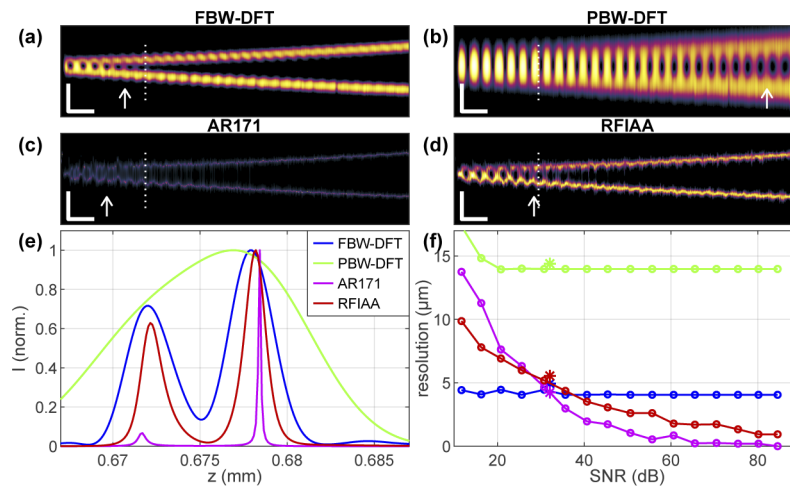 FBW-DFT
PBW-DFT
(a)
(b)
AR171
RFIAA
(c)
(d)
(e)
FBW-DFT
PBW-DFT
AR171
RFIAA
1
0.8
0.6
0.4
0.2
0
I (norm.)
0.67
0.675
0.68
0.685
z (mm)
(f)
15
10
5
0
resolution (μm)
20
40
60
80
SNR (dB)